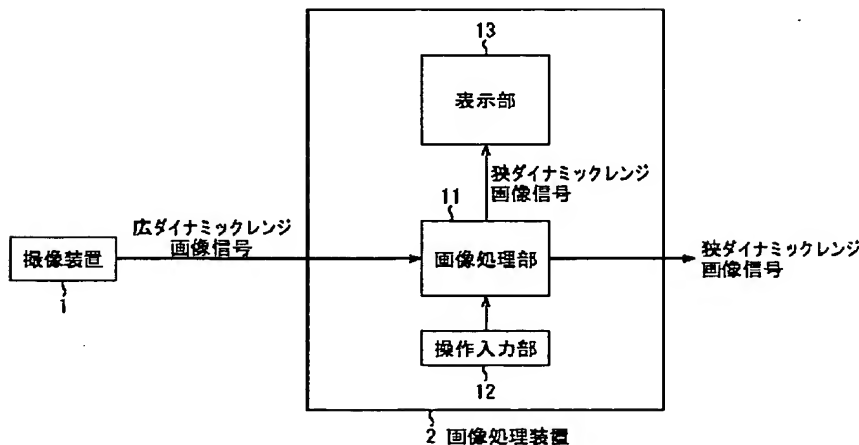 13
表示部
狭ダイナミックレンジ
画像信号
11
広ダイナミックレンジ
画像信号
撮像装置
1
画像処理部
狭ダイナミックレンジ
画像信号
操作入力部
12
2 画像処理装置